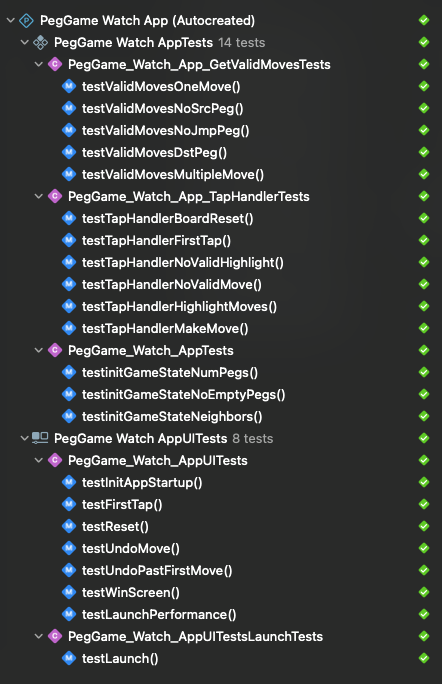 PegGame Watch App (Autocreated)
PegGame Watch AppTests 14 tests
C PegGame_Watch_App_GetValidMovesTests
M testValidMovesOneMove()
M testValidMovesNoSrcPeg()
M testValidMovesNoJmpPeg()
M testValidMovesDstPeg()
M testValidMovesMultipleMove()
C PegGame_Watch_App_TapHandlerTests
M testTapHandlerBoardReset()
M testTapHandlerFirstTap()
M testTapHandlerNoValidHighlight()
M testTapHandlerNoValidMove()
M testTapHandlerHighlightMoves()
M testTapHandlerMakeMove()
C PegGame_Watch_AppTests
M testinitGameStateNumPegs()
M testinitGameStateNoEmptyPegs()
M testinitGameStateNeighbors()
PegGame Watch AppUITests 8 tests
C PegGame_Watch_AppUITests
M testInitAppStartup()
M testFirstTap()
M testReset()
M testUndoMove()
M testUndoPastFirstMove()
M testWinScreen()
M testLaunchPerformance()
C PegGame_Watch_AppUITestsLaunchTests
M testLaunch()